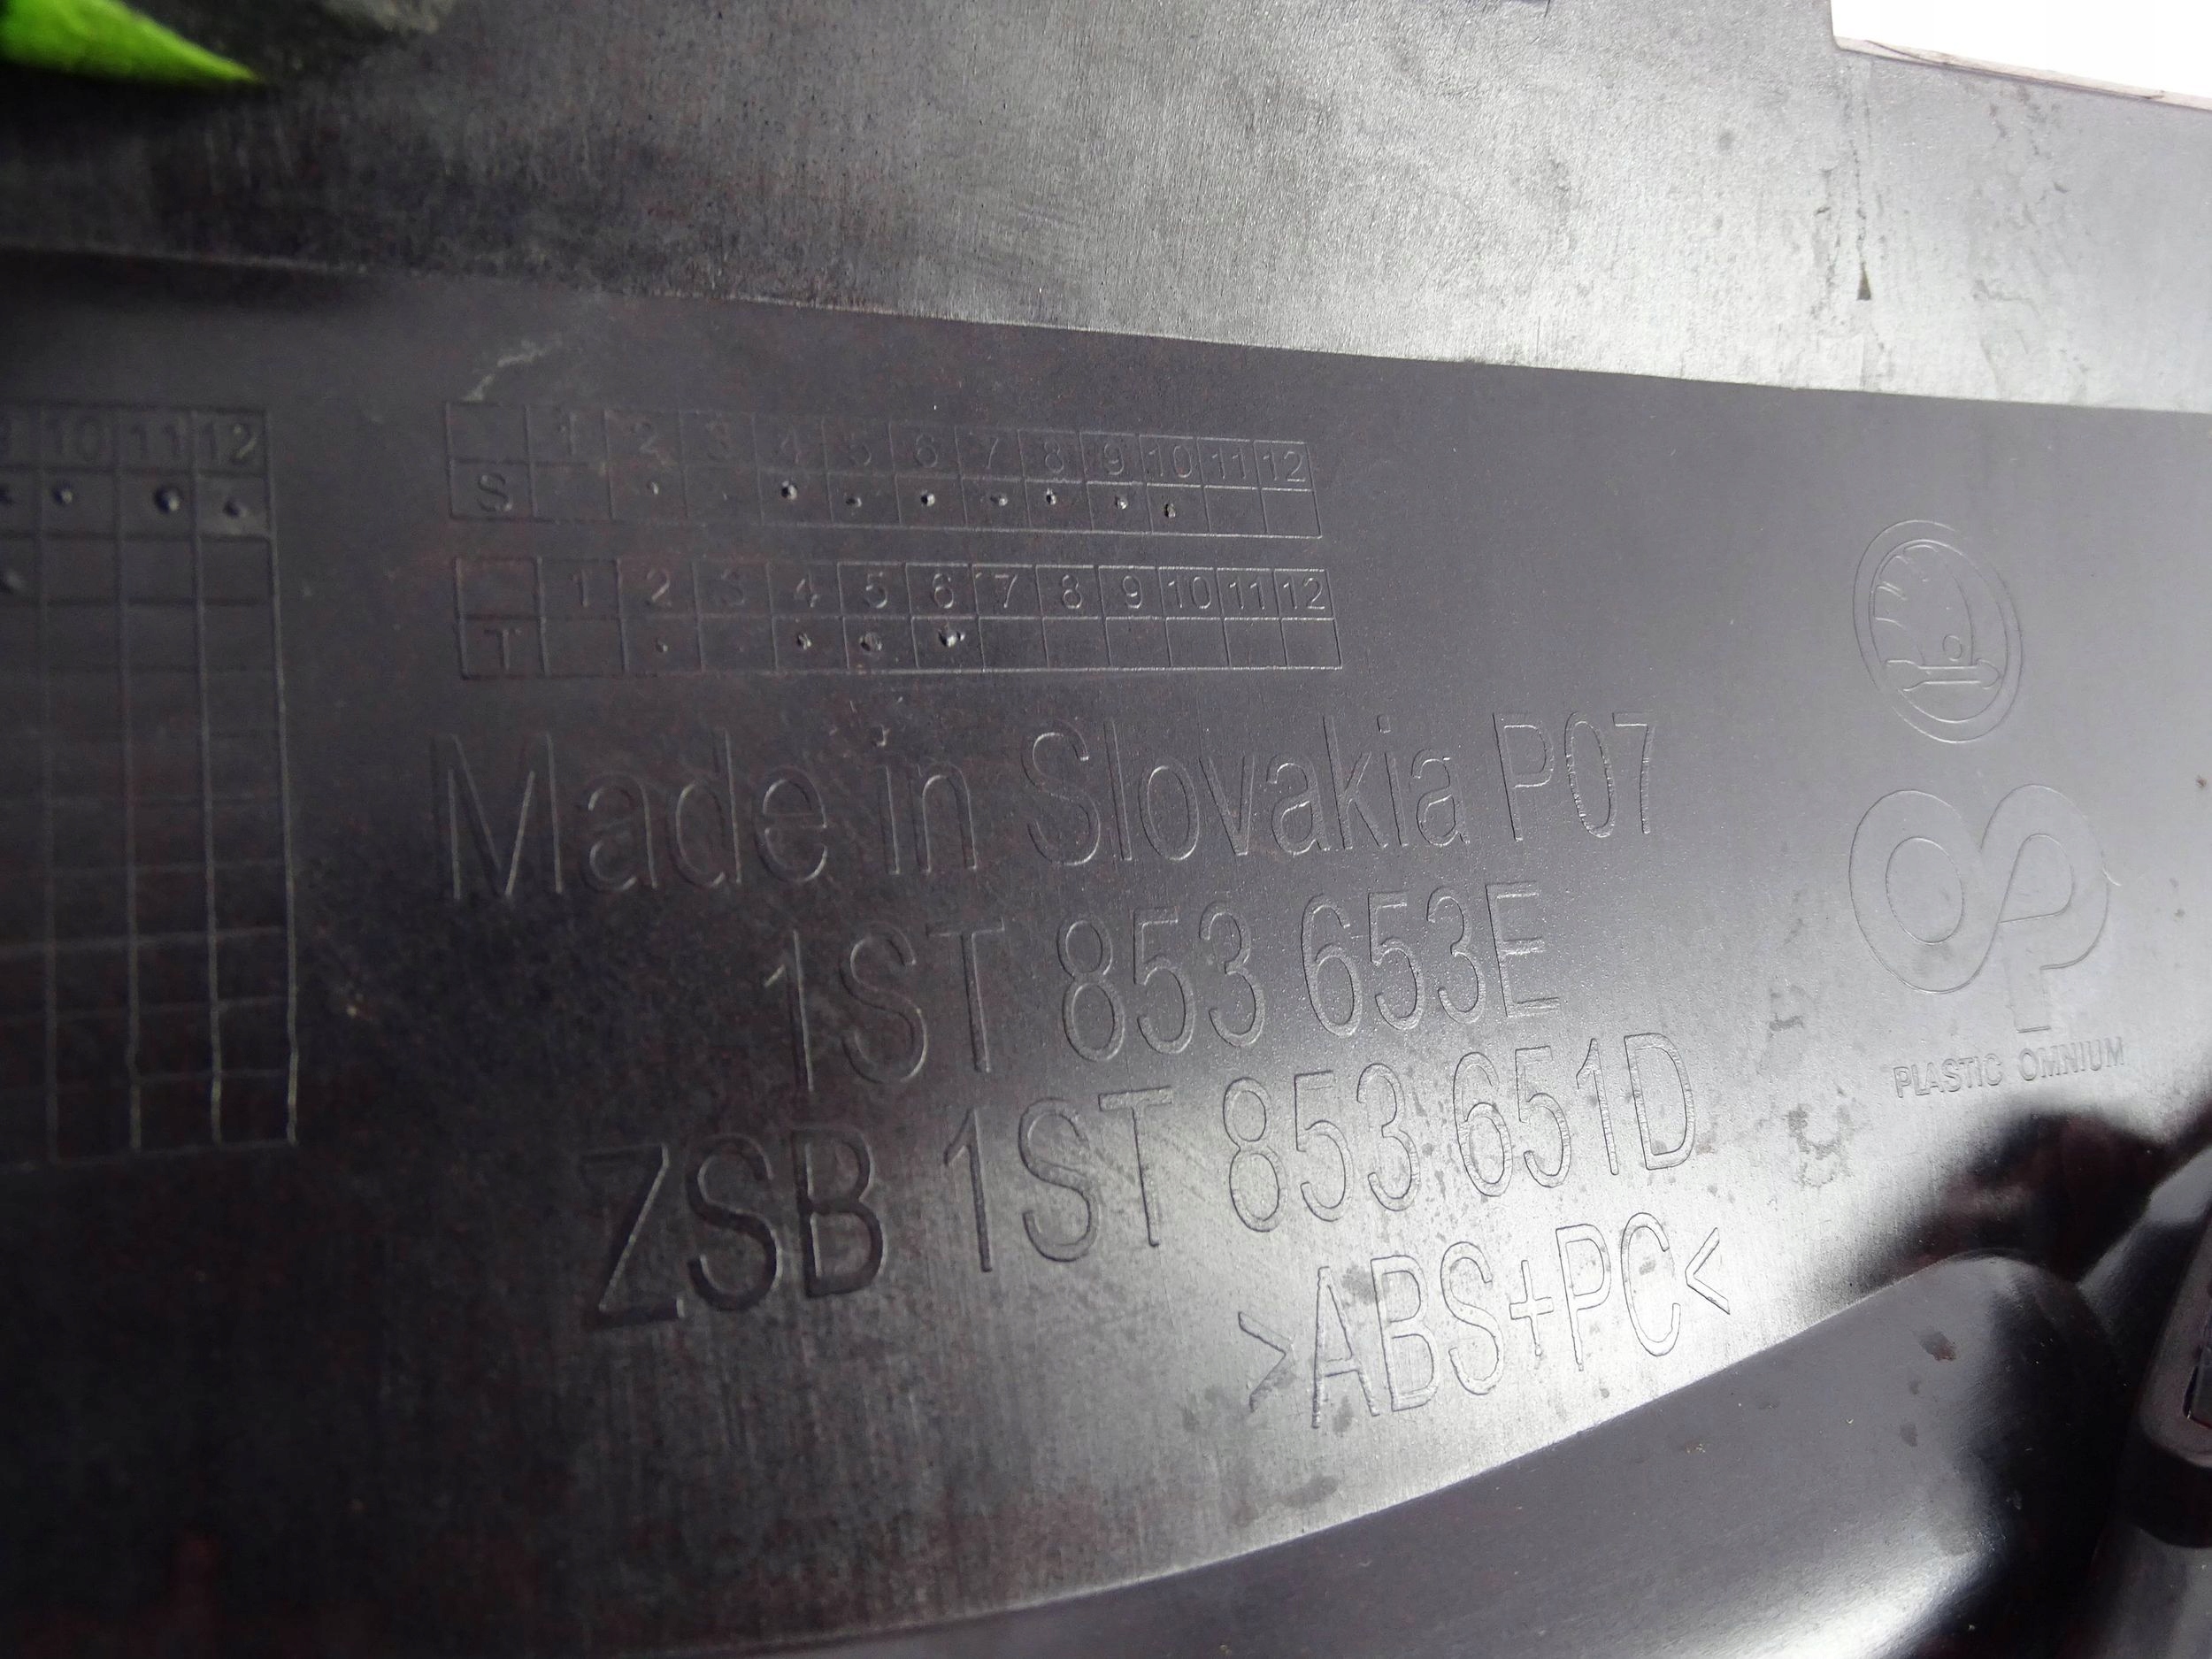 9 10 11 12
1 2 3 4 5 6 7 8 9 10 11 12
S
1 2 3 4 5 6 7 8 9 10 11 12
T
Made in Slovakia P07
1ST 853 653E
ZSB 1ST 853 651D
>ABS+PC<
PLASTIC OMNIUM